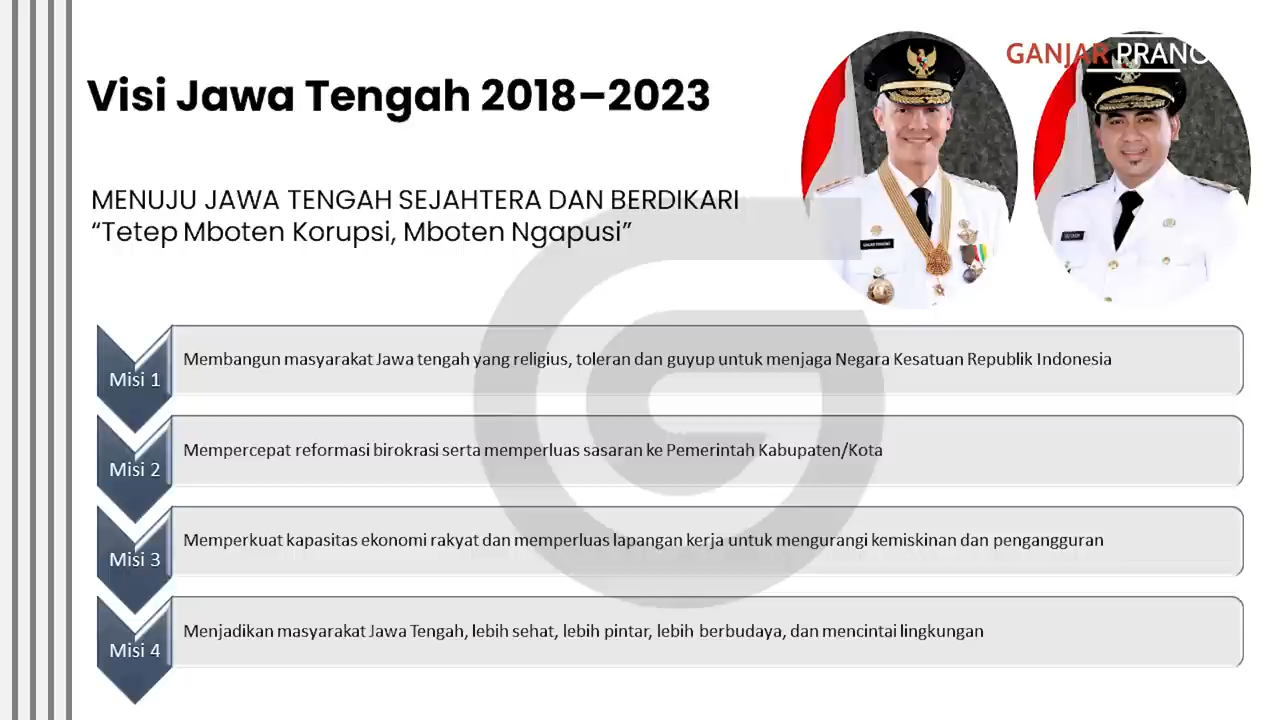 GANJAR PRANO
Visi Jawa Tengah 2018–2023
MENUJU JAWA TENGAH SEJAHTERA DAN BERDIKARI
“Tetep Mboten Korupsi, Mboten Ngapusi”
Misi 1
Membangun masyarakat Jawa tengah yang religius, toleran dan guyup untuk menjaga Negara Kesatuan Republik Indonesia
Misi 2
Mempercepat reformasi birokrasi serta memperluas sasaran ke Pemerintah Kabupaten/Kota
Misi 3
Memperkuat kapasitas ekonomi rakyat dan memperluas lapangan kerja untuk mengurangi kemiskinan dan pengangguran
Misi 4
Menjadikan masyarakat Jawa Tengah, lebih sehat, lebih pintar, lebih berbudaya, dan mencintai lingkungan